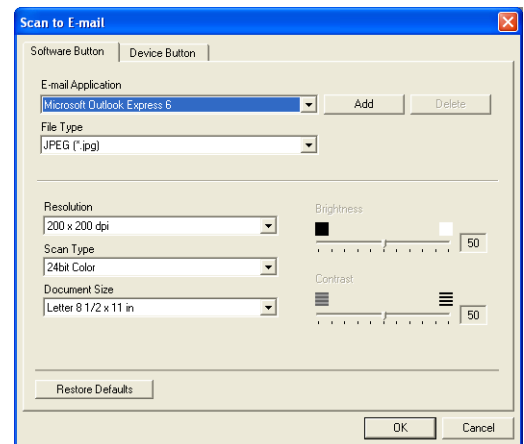 Scan to E-mail
Software Button
Device Button
E-mail Application
Microsoft Outlook Express 6
Add
Delete
File Type
JPEG (*.jpg)
Resolution
200 x 200 dpi
Scan Type
24bit Color
Document Size
Letter 8 1/2 x 11 in
Brightness
50
Contrast
50
Restore Defaults
OK
Cancel